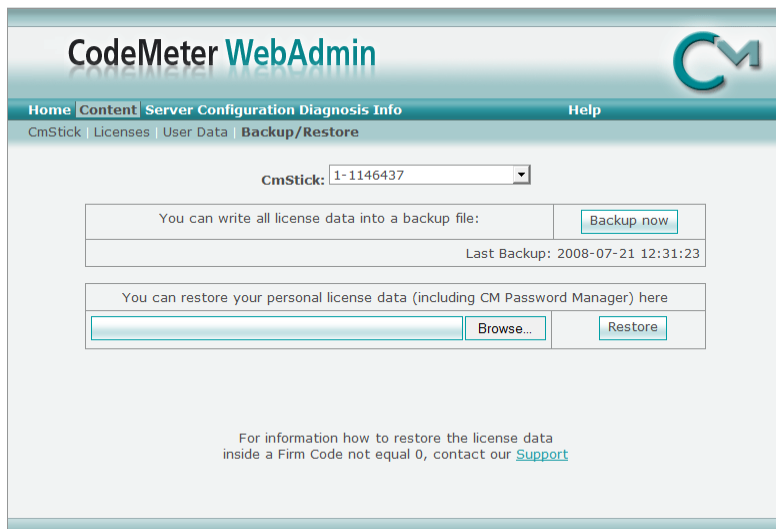 CodeMeter WebAdmin
CM
Home Content Server Configuration Diagnosis Info Help
CmStick | Licenses | User Data | Backup/Restore
CmStick: 1-1146437
You can write all license data into a backup file: Backup now
Last Backup: 2008-07-21 12:31:23
You can restore your personal license data (including CM Password Manager) here
Browse... Restore
For information how to restore the license data
inside a Firm Code not equal 0, contact our Support